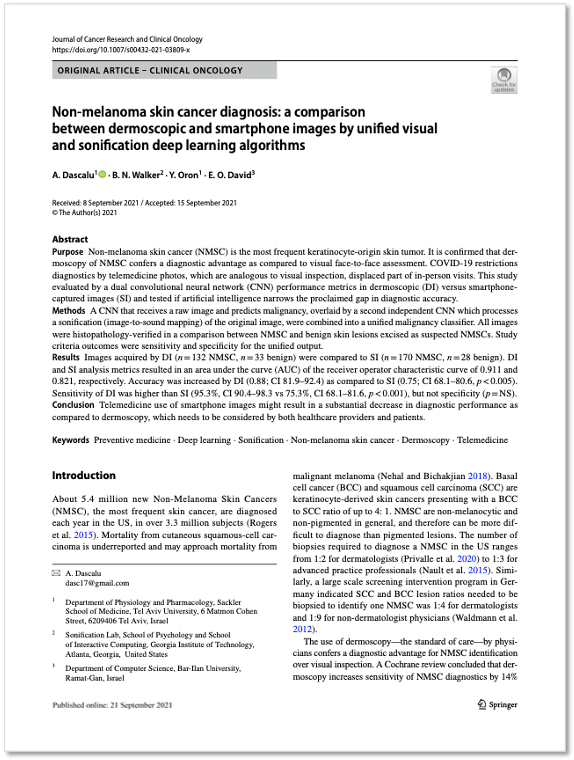 Journal of Cancer Research and Clinical Oncology
https://doi.org/10.1007/s00432-021-03809-x
ORIGINAL ARTICLE – CLINICAL ONCOLOGY
Check for
updates
Non-melanoma skin cancer diagnosis: a comparison
between dermoscopic and smartphone images by unified visual
and sonification deep learning algorithms
A. Dascalu1 · B. N. Walker2 · Y. Oron1 · E. O. David3
Received: 8 September 2021 / Accepted: 15 September 2021
© The Author(s) 2021
Abstract
Purpose Non-melanoma skin cancer (NMSC) is the most frequent keratinocyte-origin skin tumor. It is confirmed that der-
moscopy of NMSC confers a diagnostic advantage as compared to visual face-to-face assessment. COVID-19 restrictions
diagnostics by telemedicine photos, which are analogous to visual inspection, displaced part of in-person visits. This study
evaluated by a dual convolutional neural network (CNN) performance metrics in dermoscopic (DI) versus smartphone-
captured images (SI) and tested if artificial intelligence narrows the proclaimed gap in diagnostic accuracy.
Methods A CNN that receives a raw image and predicts malignancy, overlaid by a second independent CNN which processes
a sonification (image-to-sound mapping) of the original image, were combined into a unified malignancy classifier. All images
were histopathology-verified in a comparison between NMSC and benign skin lesions excised as suspected NMSCs. Study
criteria outcomes were sensitivity and specificity for the unified output.
Results Images acquired by DI (n = 132 NMSC, n = 33 benign) were compared to SI (n = 170 NMSC, n = 28 benign). DI
and SI analysis metrics resulted in an area under the curve (AUC) of the receiver operator characteristic curve of 0.911 and
0.821, respectively. Accuracy was increased by DI (0.88; CI 81.9–92.4) as compared to SI (0.75; CI 68.1–80.6, p < 0.005).
Sensitivity of DI was higher than SI (95.3%, CI 90.4–98.3 vs 75.3%, CI 68.1–81.6, p < 0.001), but not specificity (p = NS).
Conclusion Telemedicine use of smartphone images might result in a substantial decrease in diagnostic performance as
compared to dermoscopy, which needs to be considered by both healthcare providers and patients.
Keywords Preventive medicine · Deep learning · Sonification · Non-melanoma skin cancer · Dermoscopy · Telemedicine
Introduction
About 5.4 million new Non-Melanoma Skin Cancers
(NMSC), the most frequent skin cancer, are diagnosed
each year in the US, in over 3.3 million subjects (Rogers
et al. 2015). Mortality from cutaneous squamous-cell car-
cinoma is underreported and may approach mortality from
A. Dascalu
dasc17@gmail.com
1 Department of Physiology and Pharmacology, Sackler
School of Medicine, Tel Aviv University, 6 Matmon Cohen
Street, 6209406 Tel Aviv, Israel
2 Sonification Lab, School of Psychology and School
of Interactive Computing, Georgia Institute of Technology,
Atlanta, Georgia, United States
3 Department of Computer Science, Bar-Ilan University,
Ramat-Gan, Israel
malignant melanoma (Nehal and Bichakjian 2018). Basal
cell cancer (BCC) and squamous cell carcinoma (SCC) are
keratinocyte-derived skin cancers presenting with a BCC
to SCC ratio of up to 4: 1. NMSC are non-melanocytic and
non-pigmented in general, and therefore can be more dif-
ficult to diagnose than pigmented lesions. The number of
biopsies required to diagnose a NMSC in the US ranges
from 1:2 for dermatologists (Privalle et al. 2020) to 1:3 for
advanced practice professionals (Nault et al. 2015). Simi-
larly, a large scale screening intervention program in Ger-
many indicated SCC and BCC lesion ratios needed to be
biopsied to identify one NMSC was 1:4 for dermatologists
and 1:9 for non-dermatologist physicians (Waldmann et al.
2012).
The use of dermoscopy—the standard of care—by physi-
cians confers a diagnostic advantage for NMSC identification
over visual inspection. A Cochrane review concluded that der-
moscopy increases sensitivity of NMSC diagnostics by 14%
Published online: 21 September 2021
Springer